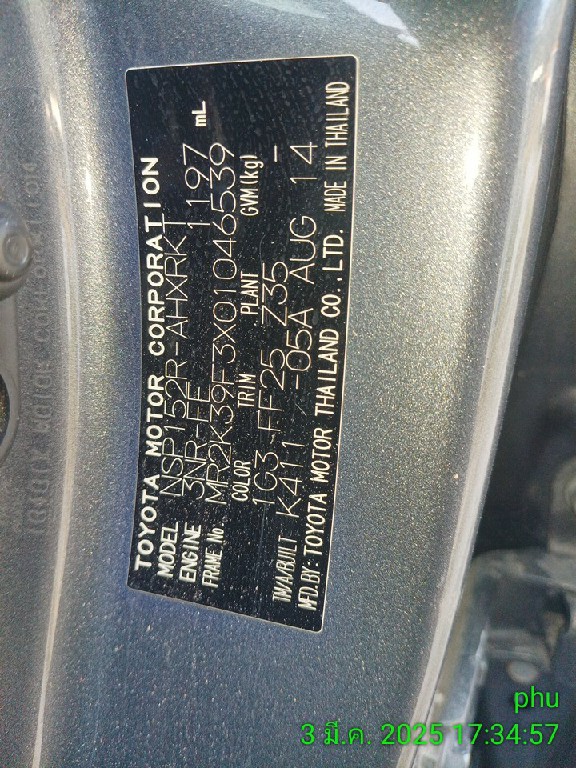 TOYOTA MOTOR CORPORATION
MODEL NSP152R-AHXRKT
ENGINE 3NR-FE 1197 mL
FRAME No. MR2K39F3X01046539
COLOR TRIM PLANT GVM(kg)
1G3 FF25 Z35 -
TM/A/BUILT K411 /-05A AUG 14
MFD.BY: TOYOTA MOTOR THAILAND CO.,LTD. MADE IN THAILAND
phu
3 มี.ค. 2025 17:34:57